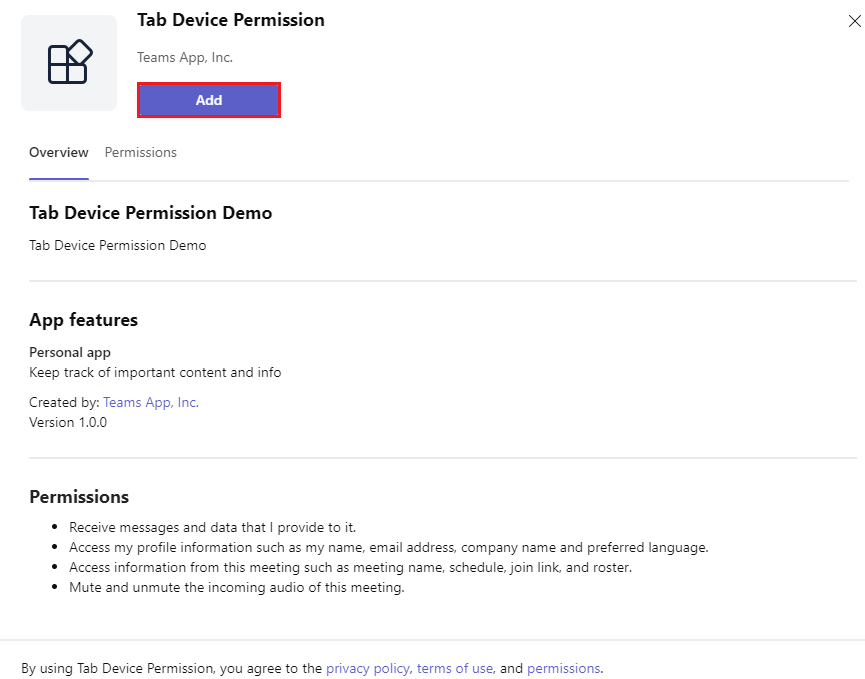 Tab Device Permission
Teams App, Inc.
Add
Overview Permissions
Tab Device Permission Demo
Tab Device Permission Demo
App features
Personal app
Keep track of important content and info
Created by: Teams App, Inc.
Version 1.0.0
Permissions
• Receive messages and data that I provide to it.
• Access my profile information such as my name, email address, company name and preferred language.
• Access information from this meeting such as meeting name, schedule, join link, and roster.
• Mute and unmute the incoming audio of this meeting.
By using Tab Device Permission, you agree to the privacy policy, terms of use, and permissions.